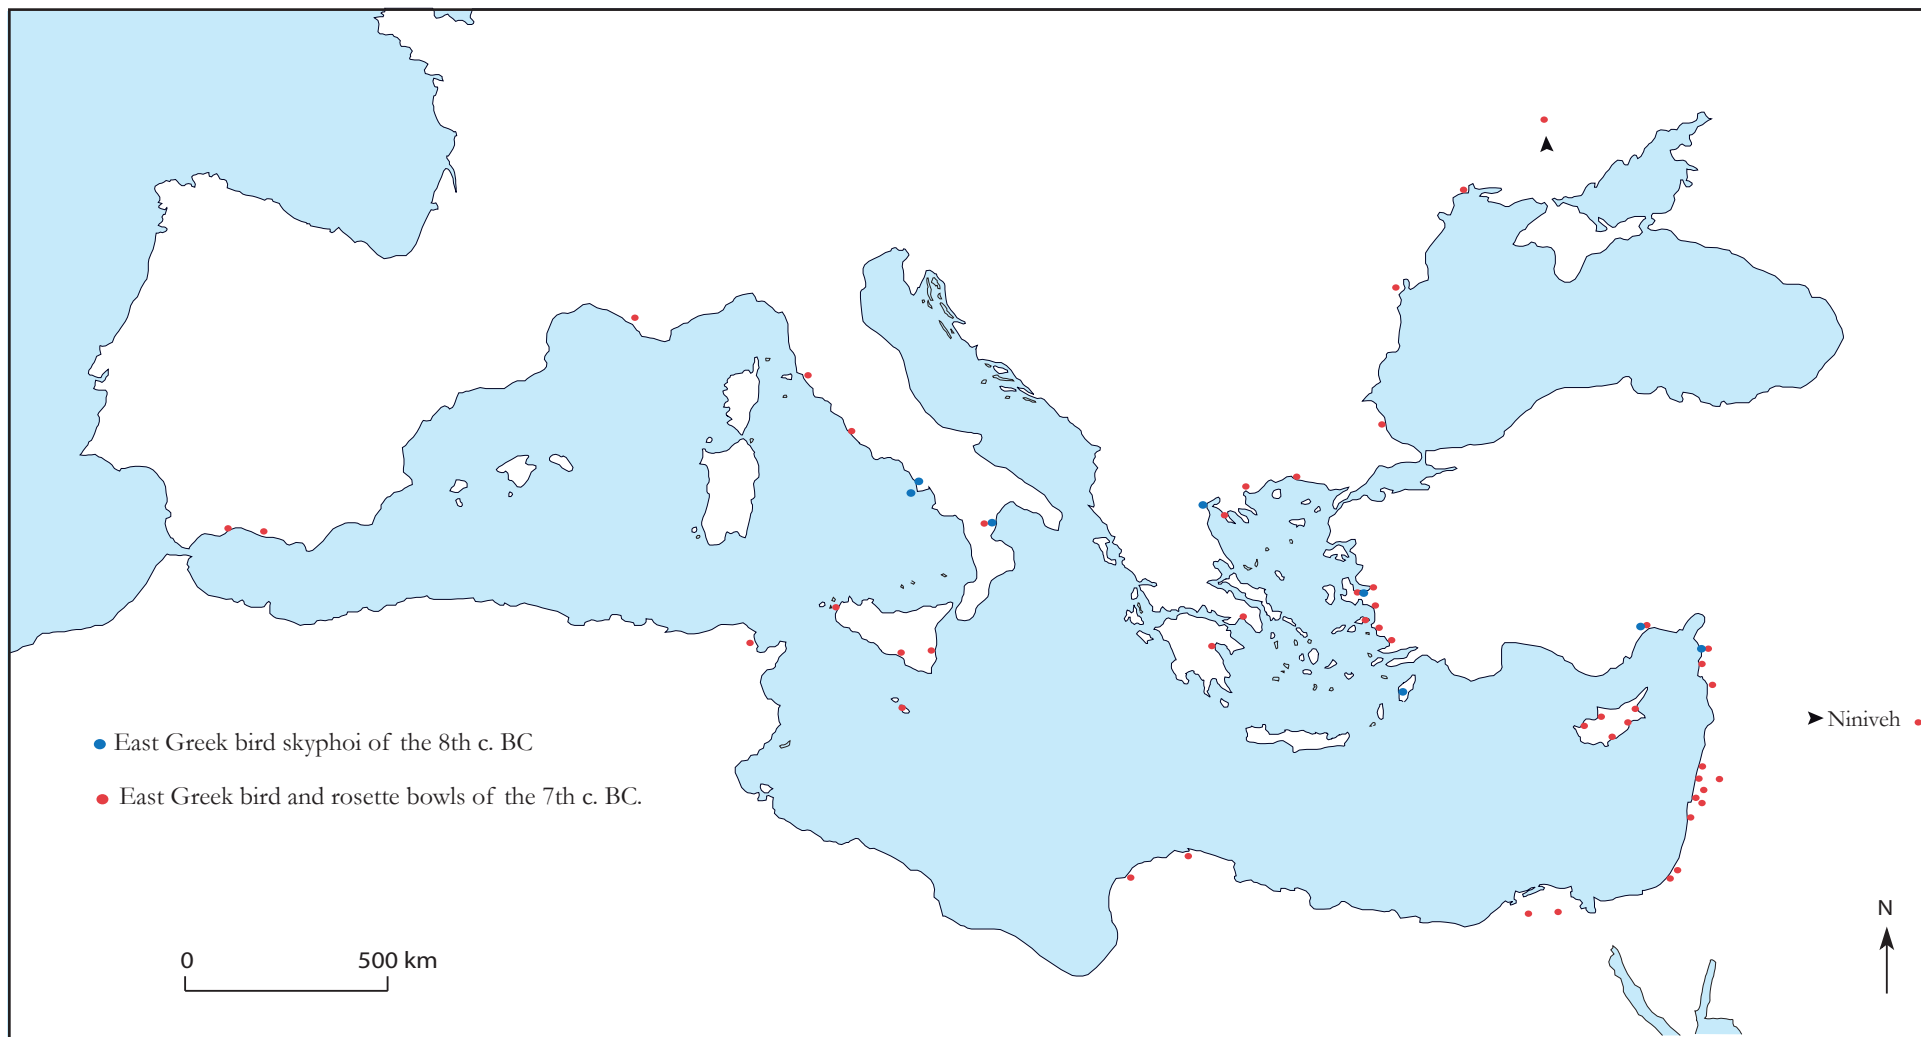 Niniveh
East Greek bird skyphoi of the 8th c. BC
East Greek bird and rosette bowls of the 7th c. BC.
0 500 km
N